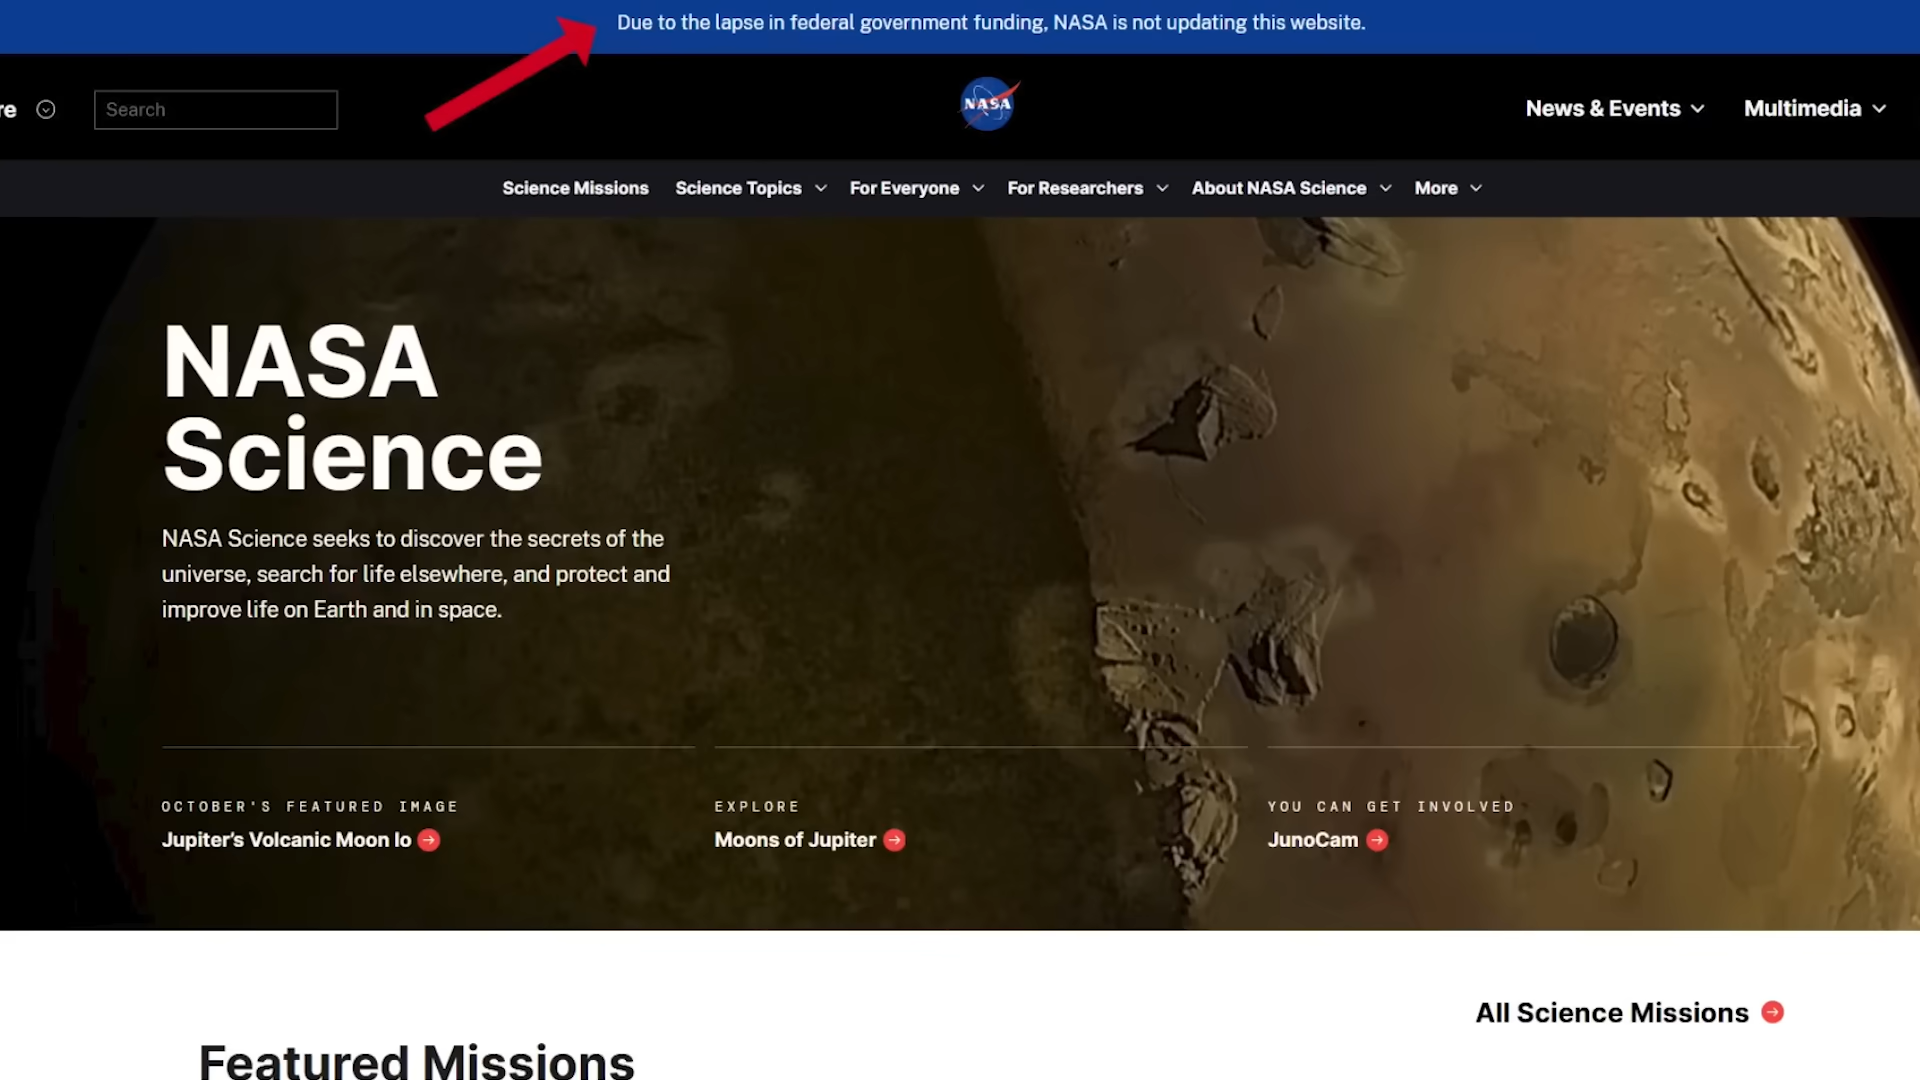 Due to the lapse in federal government funding, NASA is not updating this website.
re
Search
NASA
News & Events
Multimedia
Science Missions
Science Topics
For Everyone
For Researchers
About NASA Science
More
NASA
Science
NASA Science seeks to discover the secrets of the
universe, search for life elsewhere, and protect and
improve life on Earth and in space.
OCTOBER'S FEATURED IMAGE
Jupiter’s Volcanic Moon Io
EXPLORE
Moons of Jupiter
YOU CAN GET INVOLVED
JunoCam
All Science Missions
Featured Missions